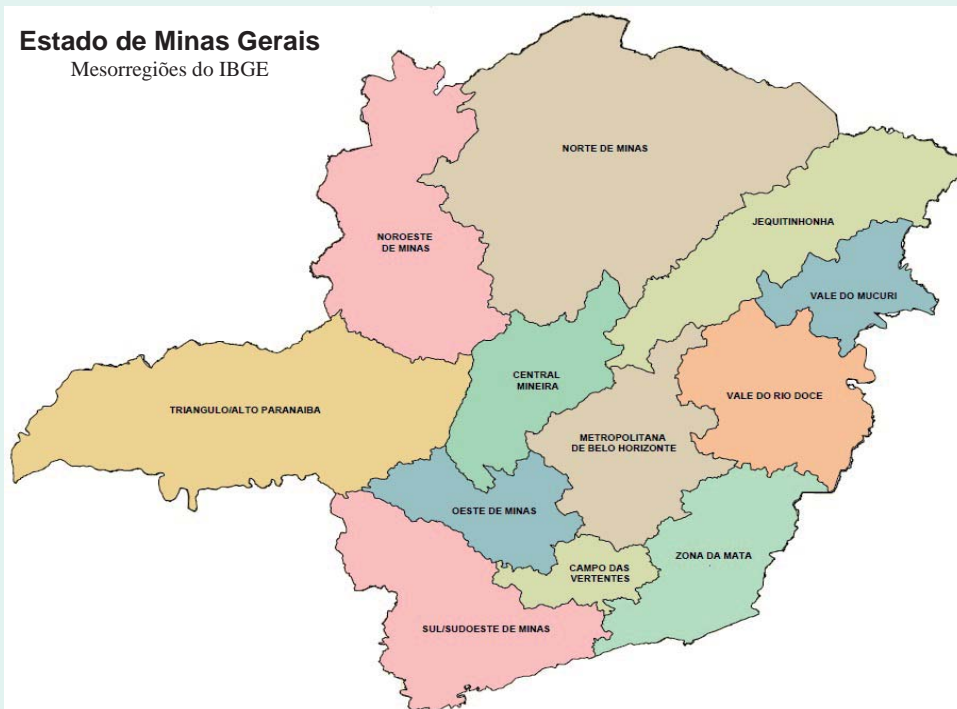 Estado de Minas Gerais
Mesorregiões do IBGE
NORTE DE MINAS
JEQUITINHONHA
NOROESTE
DE MINAS
VALE DO MUCURI
CENTRAL
MINEIRA
VALE DO RIO DOCE
TRIANGULO/ALTO PARANAIBA
METROPOLITANA
DE BELO HORIZONTE
OESTE DE MINAS
ZONA DA MATA
CAMPO DAS
VERTENTES
SUL/SUDOESTE DE MINAS